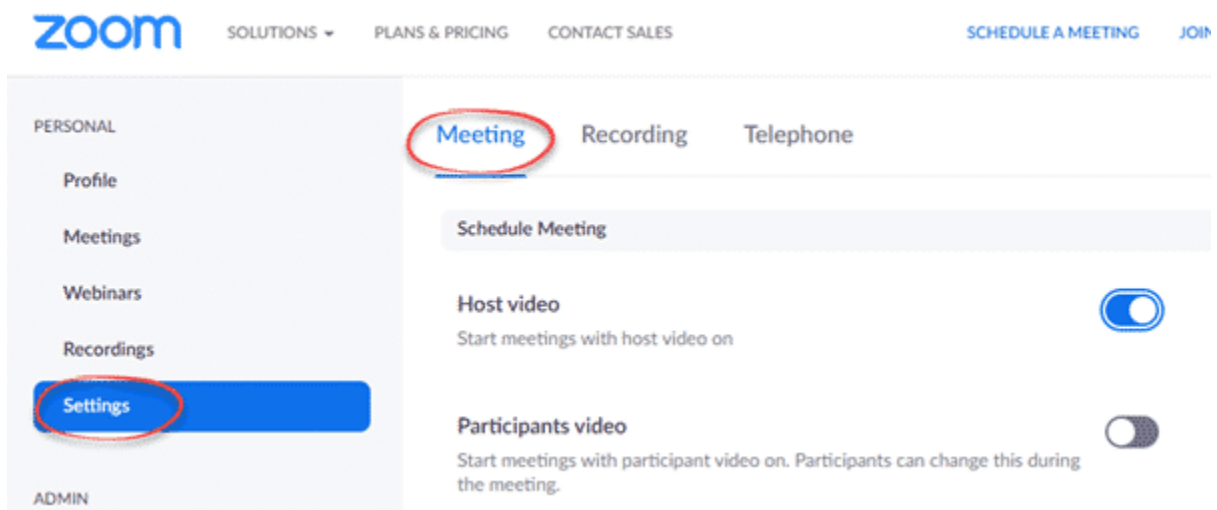 zoom SOLUTIONS PLANS & PRICING CONTACT SALES SCHEDULE A MEETING JOIN
PERSONAL
Profile
Meetings
Webinars
Recordings
Settings
ADMIN
Meeting Recording Telephone
Schedule Meeting
Host video
Start meetings with host video on
Participants video
Start meetings with participant video on. Participants can change this during
the meeting.